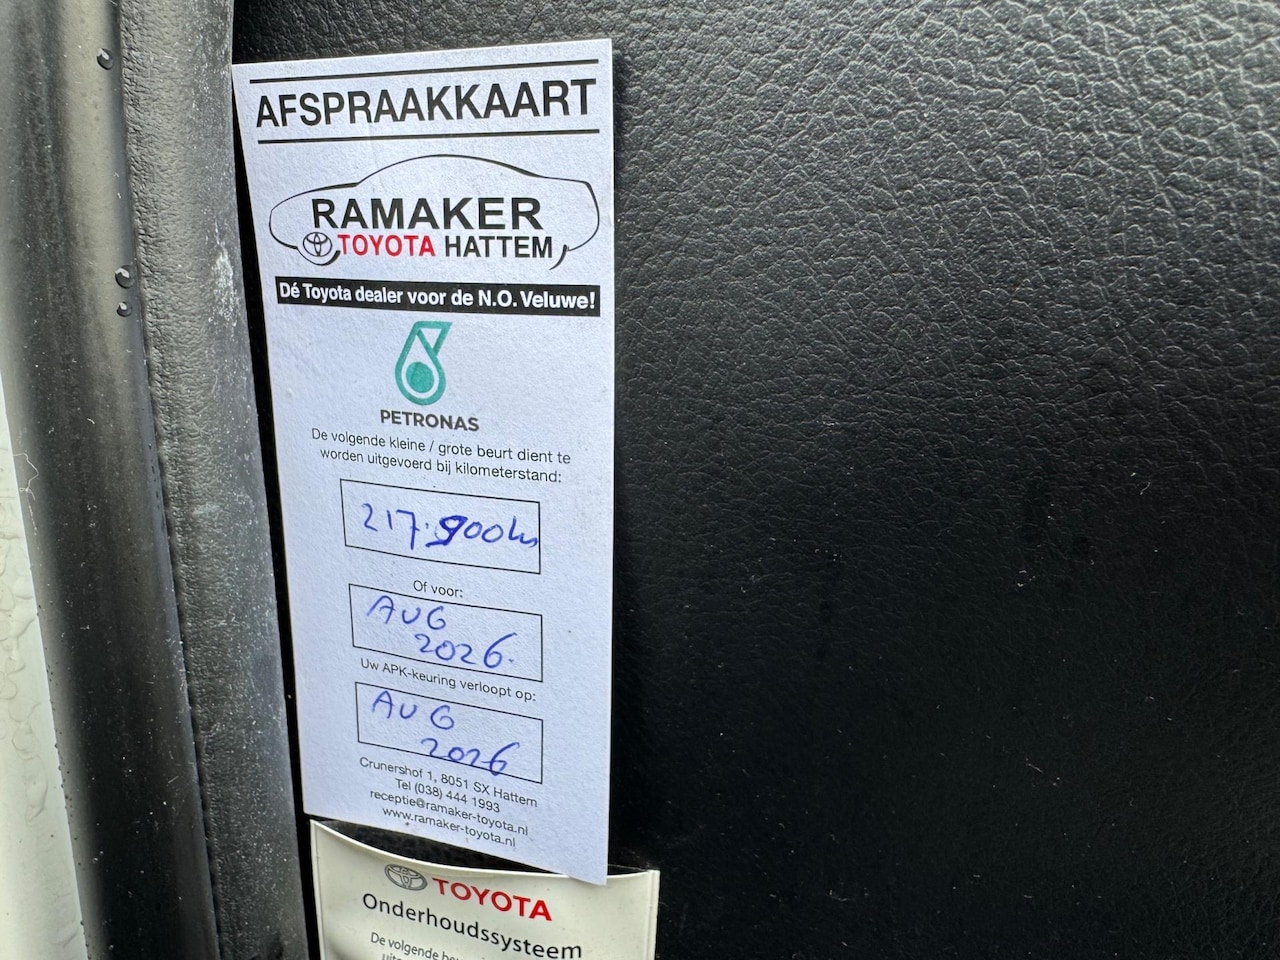 AFSPRAAKKAART
RAMAKER
TOYOTA HATTEM
Dé Toyota dealer voor de N.O. Veluwe!
PETRONAS
De volgende kleine / grote beurt dient te
worden uitgevoerd bij kilometerstand:
217.900km
Of voor:
AUG
2026.
Uw APK-keuring verloopt op:
AUG
2026
Crunershof 1, 8051 SX Hattem
Tel (038) 444 1993
receptie@ramaker-toyota.nl
www.ramaker-toyota.nl
TOYOTA
Onderhoudssysteem
De volgende